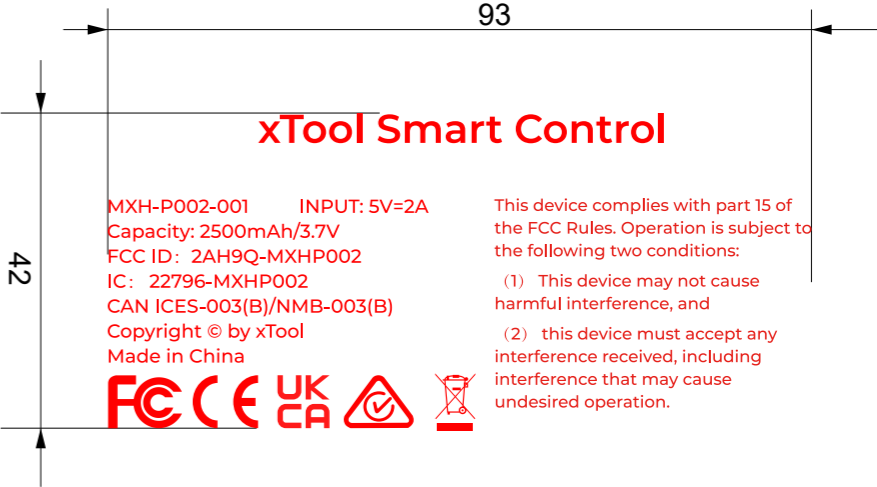 93
42
xTool Smart Control
MXH-P002-001 INPUT: 5V=2A
Capacity: 2500mAh/3.7V
FCC ID： 2AH9Q-MXHP002
IC： 22796-MXHP002
CAN ICES-003(B)/NMB-003(B)
Copyright © by xTool
Made in China
FC CE UK
CA
This device complies with part 15 of
the FCC Rules. Operation is subject to
the following two conditions:
（1） This device may not cause
harmful interference, and
（2） this device must accept any
interference received, including
interference that may cause
undesired operation.